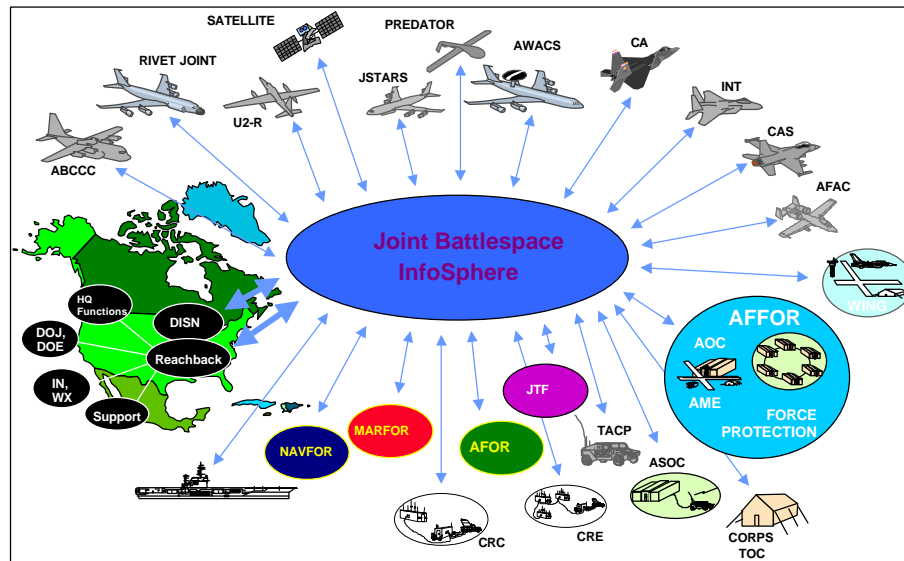 SATELLITE
PREDATOR
AWACS
CA
RIVET JOINT
JSTARS
INT
U2-R
ABCCC
CAS
AFAC
Joint Battlespace
InfoSphere
WING
HQ
Functions
DISN
DOJ,
DOE
Reachback
IN,
WX
Support
AFFOR
AOC
AME
FORCE
PROTECTION
JTF
NAVFOR
MARFOR
AFOR
TACP
ASOC
CRC
CRE
CORPS
TOC